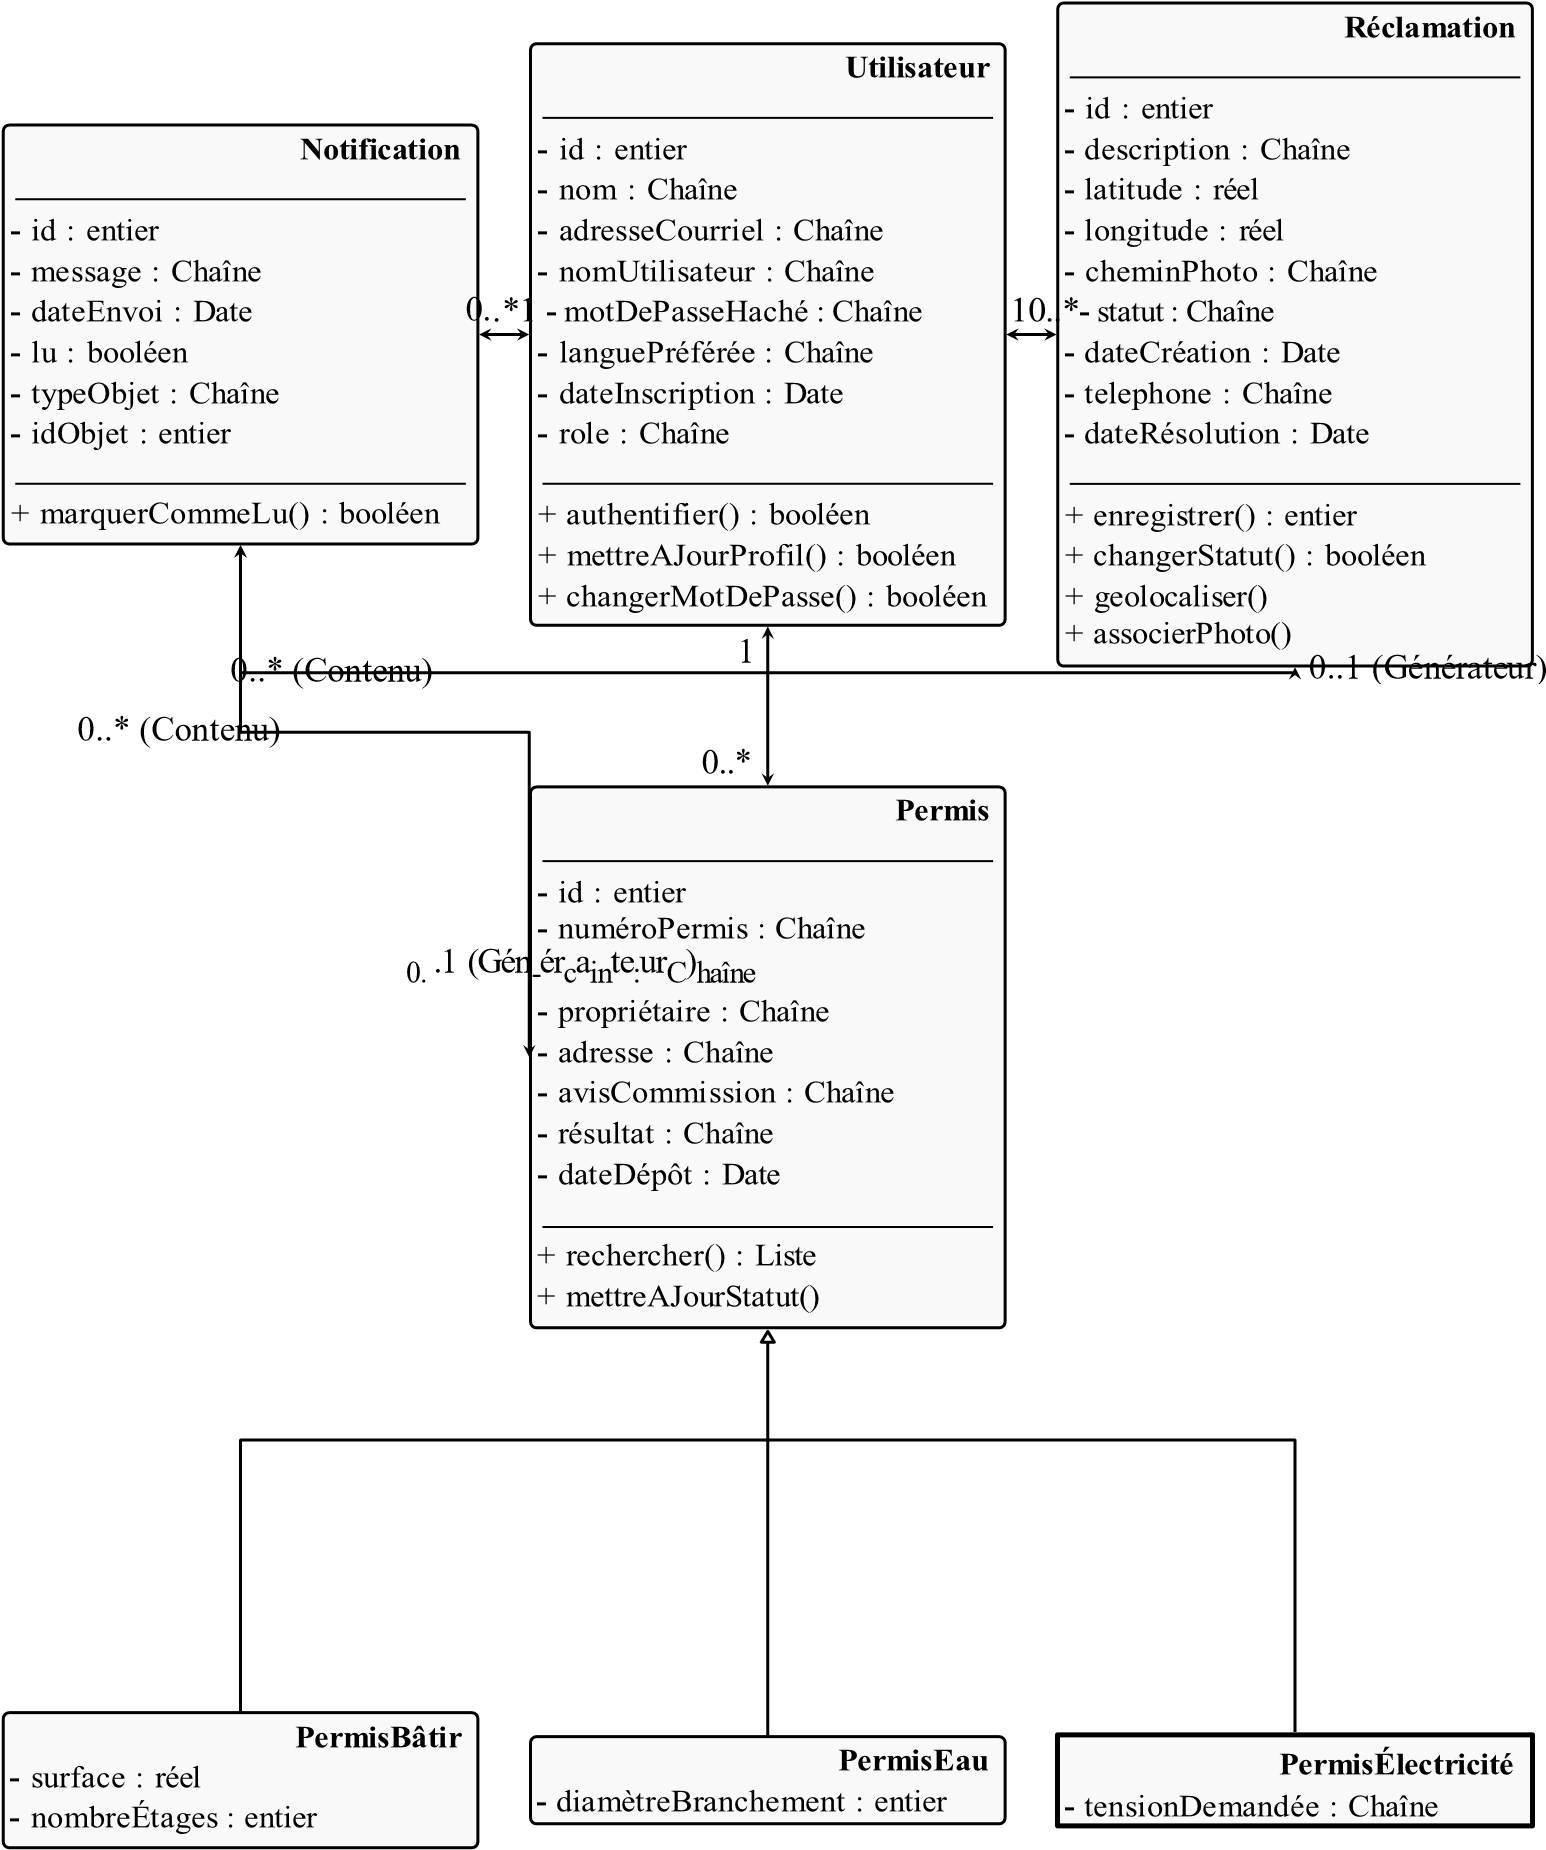 Notification
- id : entier
- message : Chaîne
- dateEnvoi : Date
- lu : booléen
- typeObjet : Chaîne
- idObjet : entier
+ marquerCommeLu() : booléen
0..*1
Utilisateur
- id : entier
- nom : Chaîne
- adresseCourriel : Chaîne
- nomUtilisateur : Chaîne
- motDePasseHaché : Chaîne
- languePréférée : Chaîne
- dateInscription : Date
- role : Chaîne
+ authentifier() : booléen
+ mettreAJourProfil() : booléen
+ changerMotDePasse() : booléen
10..*
Réclamation
- id : entier
- description : Chaîne
- latitude : réel
- longitude : réel
- cheminPhoto : Chaîne
- statut : Chaîne
- dateCréation : Date
- telephone : Chaîne
- dateRésolution : Date
+ enregistrer() : entier
+ changerStatut() : booléen
+ geolocaliser()
+ associerPhoto()
1
0..* (Contenu)
0..1 (Générateur)
0..* (Contenu)
0..*
Permis
- id : entier
- numéroPermis : Chaîne
0..1 (Générateur)
- cin : Chaîne
- propriétaire : Chaîne
- adresse : Chaîne
- avisCommission : Chaîne
- résultat : Chaîne
- dateDépôt : Date
+ rechercher() : Liste
+ mettreAJourStatut()
PermisBâtir
- surface : réel
- nombreÉtages : entier
PermisEau
- diamètreBranchement : entier
PermisÉlectricité
- tensionDemandée : Chaîne